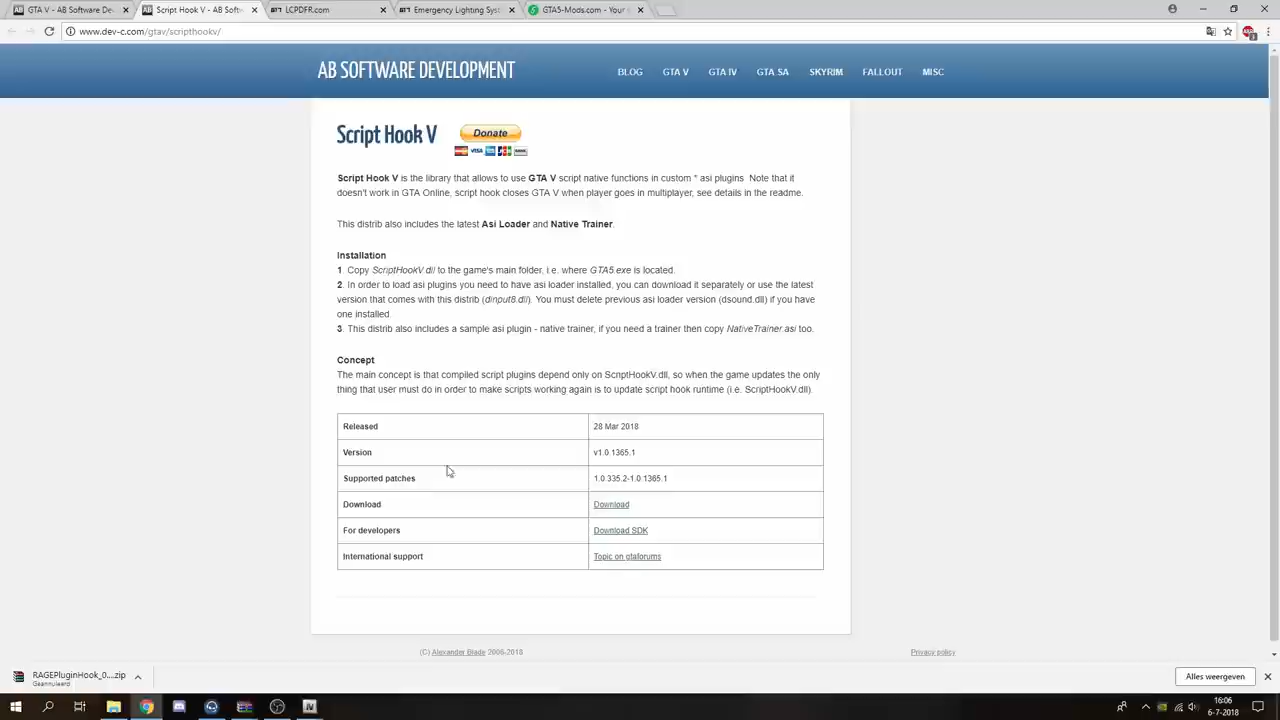 GTA V - AB Software Dev
Script Hook V - AB Softw
LCPDFR.com
Emergency Lighting Syst
GTA5-Mods.com - Your s
www.dev-c.com/gtav/scripthookv/
AB SOFTWARE DEVELOPMENT
BLOG GTA V GTA IV GTA SA SKYRIM FALLOUT MISC
Script Hook V
Donate
Script Hook V is the library that allows to use GTA V script native functions in custom *.asi plugins. Note that it
doesn't work in GTA Online, script hook closes GTA V when player goes in multiplayer, see details in the readme.
This distrib also includes the latest Asi Loader and Native Trainer.
Installation
1. Copy ScriptHookV.dll to the game's main folder, i.e. where GTA5.exe is located.
2. In order to load asi plugins you need to have asi loader installed, you can download it separately or use the latest
version that comes with this distrib (dinput8.dll). You must delete previous asi loader version (dsound.dll) if you have
one installed.
3. This distrib also includes a sample asi plugin - native trainer, if you need a trainer then copy NativeTrainer.asi too.
Concept
The main concept is that compiled script plugins depend only on ScriptHookV.dll, so when the game updates the only
thing that user must do in order to make scripts working again is to update script hook runtime (i.e. ScriptHookV.dll).
Released 28 Mar 2018
Version v1.0.1365.1
Supported patches 1.0.335.2-1.0.1365.1
Download Download
For developers Download SDK
International support Topic on gtaforums
(C) Alexander Blade 2008-2018
Privacy policy
RAGEPluginHook_0....zip
Geannuleerd
Alles weergeven
16:06
6-7-2018